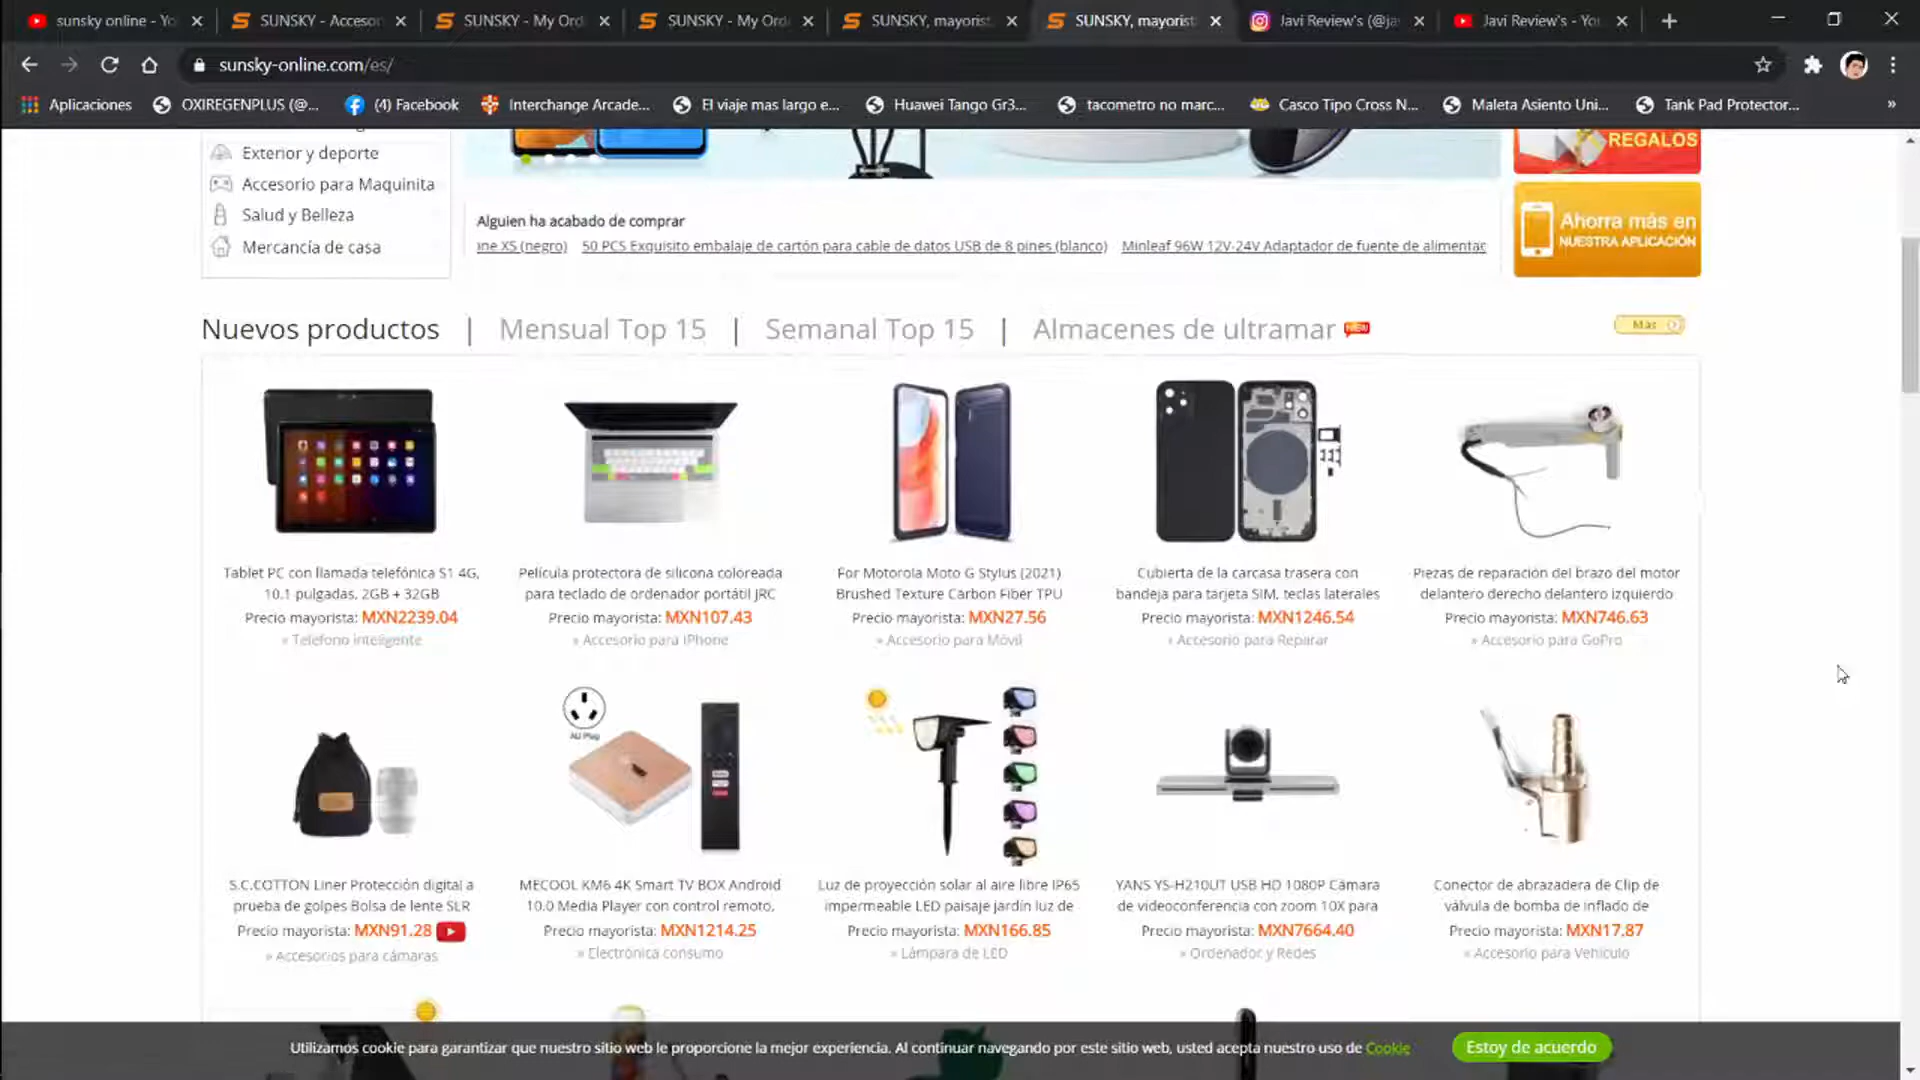 sunsky online - Yo
SUNSKY - Acceson
SUNSKY - My Ord
SUNSKY - My Ord
SUNSKY, mayorist
SUNSKY, mayorist
Javi Review's (@ja
Javi Review's - You
sunsky-online.com/es/
Aplicaciones
OXIREGENPLUS (@...
(4) Facebook
Interchange Arcade...
El viaje mas largo e...
Huawei Tango Gr3...
tacometro no marc...
Casco Tipo Cross N...
Maleta Asiento Uni...
Tank Pad Protector...
»
Exterior y deporte
Accesorio para Maquinita
Salud y Belleza
Mercancía de casa
REGALOS
Ahorra más en
NUESTRA APLICACIÓN
Alguien ha acabado de comprar
ne XS (negro) 50 PCS Exquisito embalaje de cartón para cable de datos USB de 8 pines (blanco) Minleaf 96W 12V-24V Adaptador de fuente de alimentac
Nuevos productos | Mensual Top 15 | Semanal Top 15 | Almacenes de ultramar NEW
Más
Tablet PC con llamada telefónica S1 4G,
10.1 pulgadas, 2GB + 32GB
Precio mayorista: MXN2239.04
» Teléfono inteligente
Película protectora de silicona coloreada
para teclado de ordenador portátil JRC
Precio mayorista: MXN107.43
» Accesorio para iPhone
For Motorola Moto G Stylus (2021)
Brushed Texture Carbon Fiber TPU
Precio mayorista: MXN27.56
» Accesorio para Móvil
Cubierta de la carcasa trasera con
bandeja para tarjeta SIM, teclas laterales
Precio mayorista: MXN1246.54
» Accesorio para Reparar
Piezas de reparación del brazo del motor
delantero derecho delantero izquierdo
Precio mayorista: MXN746.63
» Accesorio para GoPro
AU Plug
S.C.COTTON Liner Protección digital a
prueba de golpes Bolsa de lente SLR
Precio mayorista: MXN91.28
» Accesorios para cámaras
MECOOL KM6 4K Smart TV BOX Android
10.0 Media Player con control remoto,
Precio mayorista: MXN1214.25
» Electrónica consumo
Luz de proyección solar al aire libre IP65
impermeable LED paisaje jardín luz de
Precio mayorista: MXN166.85
» Lámpara de LED
YANS YS-H210UT USB HD 1080P Cámara
de videoconferencia con zoom 10X para
Precio mayorista: MXN7664.40
» Ordenador y Redes
Conector de abrazadera de Clip de
válvula de bomba de inflado de
Precio mayorista: MXN17.87
» Accesorio para Vehículo
Utilizamos cookie para garantizar que nuestro sitio web le proporcione la mejor experiencia. Al continuar navegando por este sitio web, usted acepta nuestro uso de Cookie
Estoy de acuerdo